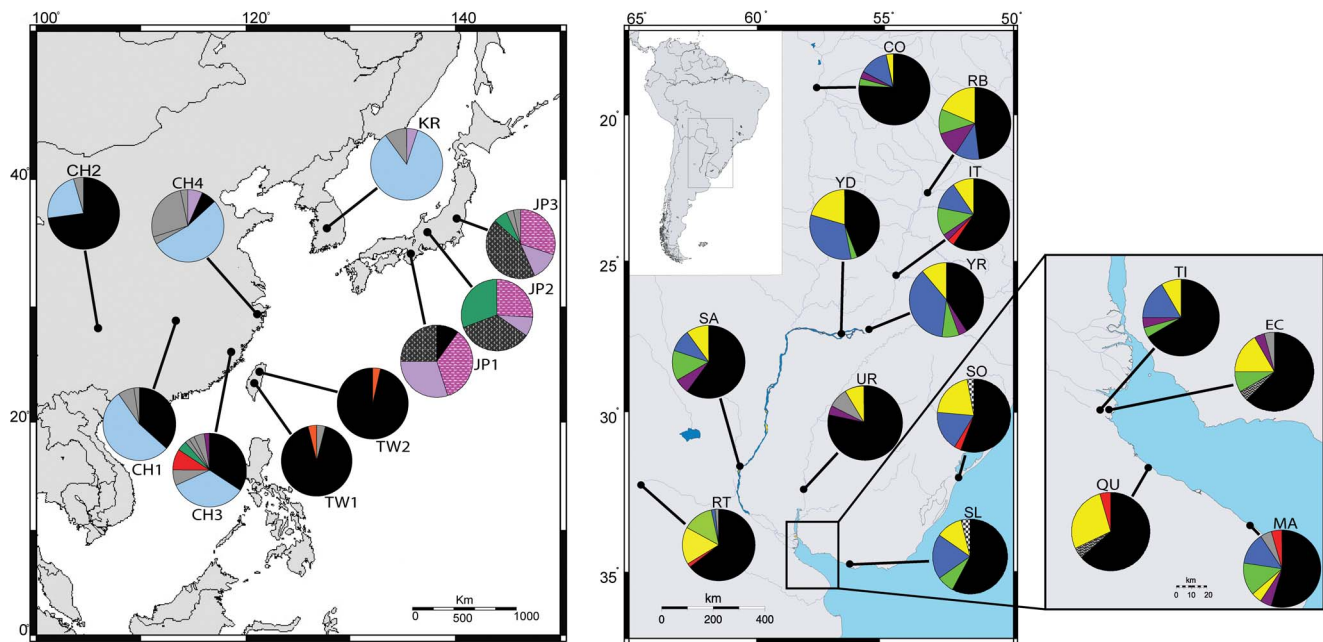 100 120 140
65° 60° 55° 50°
40°
20°
0°
20°
25°
30°
35°
CH2
CH4
KR
JP3
JP2
JP1
TW2
TW1
CH1
CH3
Km
0 500 1000
CO
RB
IT
YD
YR
SA
UR
SO
RT
SL
km
0 200 400
TI
EC
QU
MA
km
0 10 20